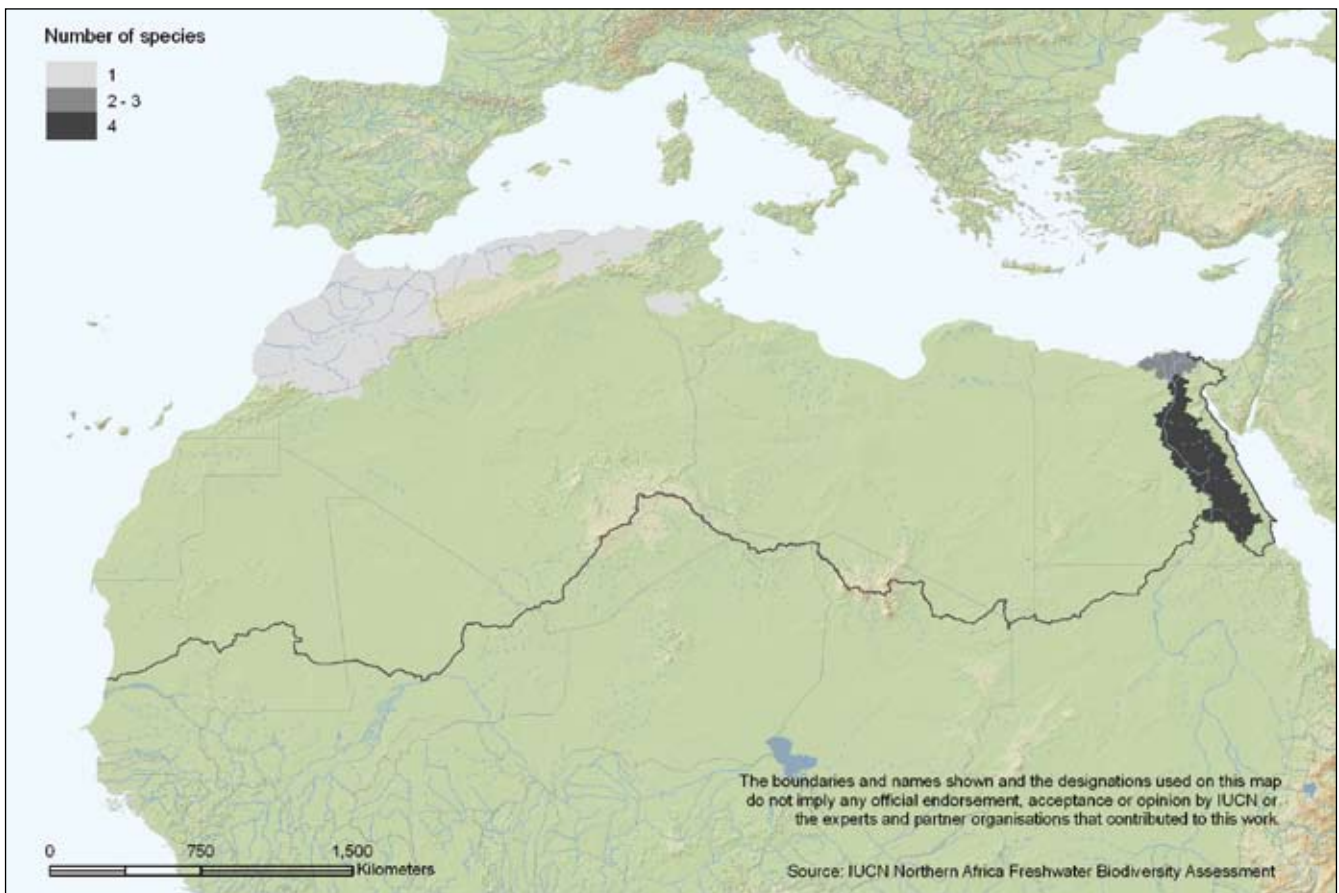 Number of species
1
2 - 3
4
The boundaries and names shown and the designations used on this map
do not imply any official endorsement, acceptance or opinion by IUCN or
the experts and partner organisations that contributed to this work.
0 750 1,500
Kilometers
Source: IUCN Northern Africa Freshwater Biodiversity Assessment